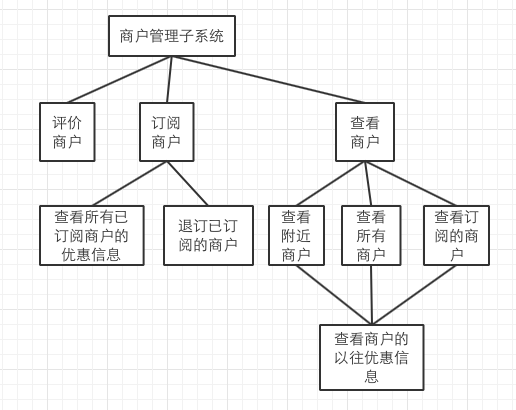 商户管理子系统
评价
商户
订阅
商户
查看
商户
查看所有已
订阅商户的
优惠信息
退订已订
阅的商户
查看
附近
商户
查看
所有
商户
查看订
阅的商
户
查看商户的
以往优惠信
息